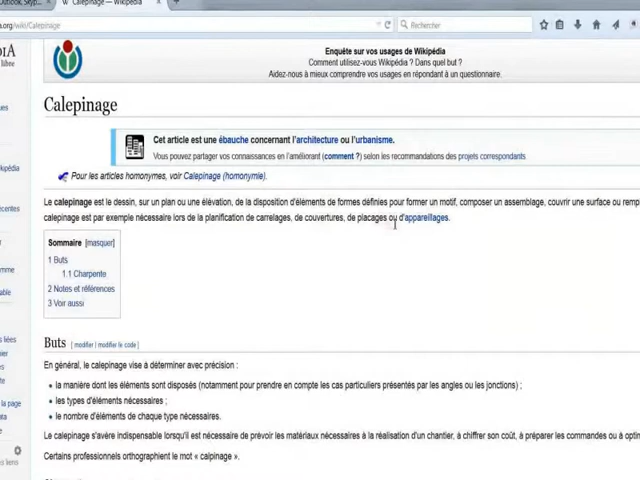 Outlook, Skyp...
Calepinage — Wikipédia
.org/wiki/Calepinage
Rechercher
Enquête sur vos usages de Wikipédia
Comment utilisez-vous Wikipédia ? Dans quel but ?
Aidez-nous à mieux comprendre vos usages en répondant à un questionnaire.
libre
Calepinage
Cet article est une ébauche concernant l'architecture ou l'urbanisme.
Vous pouvez partager vos connaissances en l'améliorant (comment ?) selon les recommandations des projets correspondants
Pour les articles homonymes, voir Calepinage (homonymie).
Le calepinage est le dessin, sur un plan ou une élévation, de la disposition d'éléments de formes définies pour former un motif, composer un assemblage, couvrir une surface ou remp
calepinage est par exemple nécessaire lors de la planification de carrelages, de couvertures, de placages ou d'appareillages.
Sommaire [masquer]
1 Buts
1.1 Charpente
2 Notes et références
3 Voir aussi
Buts [ modifier | modifier le code ]
En général, le calepinage vise à déterminer avec précision :
la manière dont les éléments sont disposés (notamment pour prendre en compte les cas particuliers présentés par les angles ou les jonctions) ;
les types d'éléments nécessaires ;
le nombre d'éléments de chaque type nécessaires.
Le calepinage s'avère indispensable lorsqu'il est nécessaire de prévoir les matériaux nécessaires à la réalisation d'un chantier, à chiffrer son coût, à préparer les commandes ou à optim
Certains professionnels orthographient le mot « calpinage ».